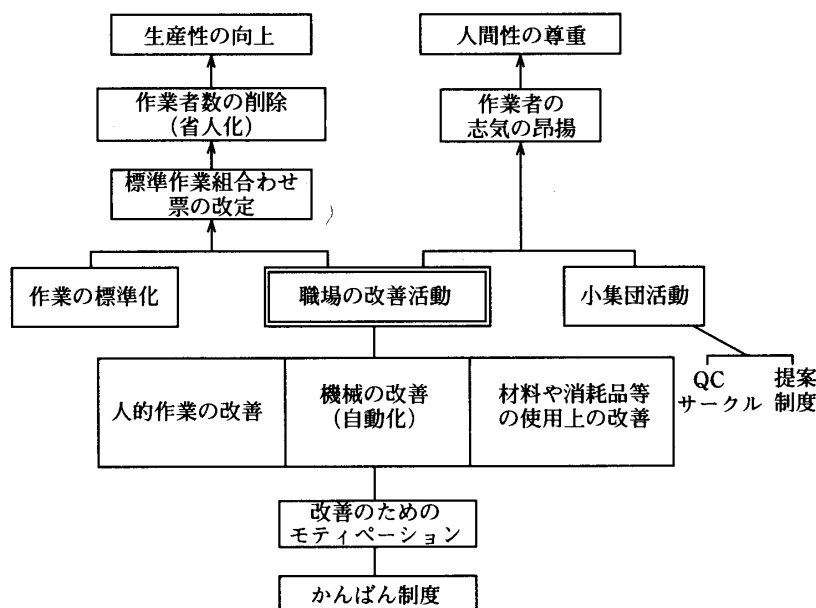 生産性の向上
人間性の尊重
作業者数の削除
(省人化)
作業者の
志気の昂揚
標準作業組合わせ
票の改定
作業の標準化
職場の改善活動
小集団活動
QC
サークル
提案
制度
人的作業の改善
機械の改善
(自動化)
材料や消耗品等
の使用上の改善
改善のための
モティベーション
かんばん制度